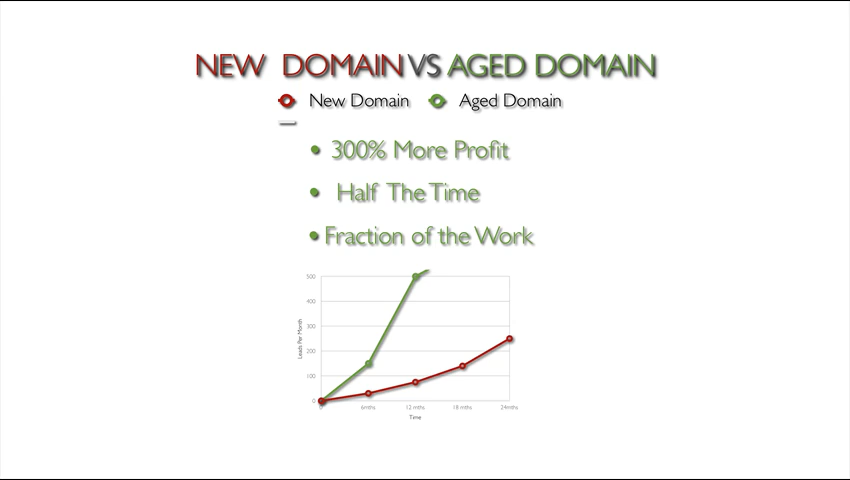 NEW DOMAIN VS AGED DOMAIN
New Domain Aged Domain
• 300% More Profit
• Half The Time
• Fraction of the Work
500
400
300
200
100
0
Leads Per Month
0 6mths 12 mths 18 mths 24mths
Time